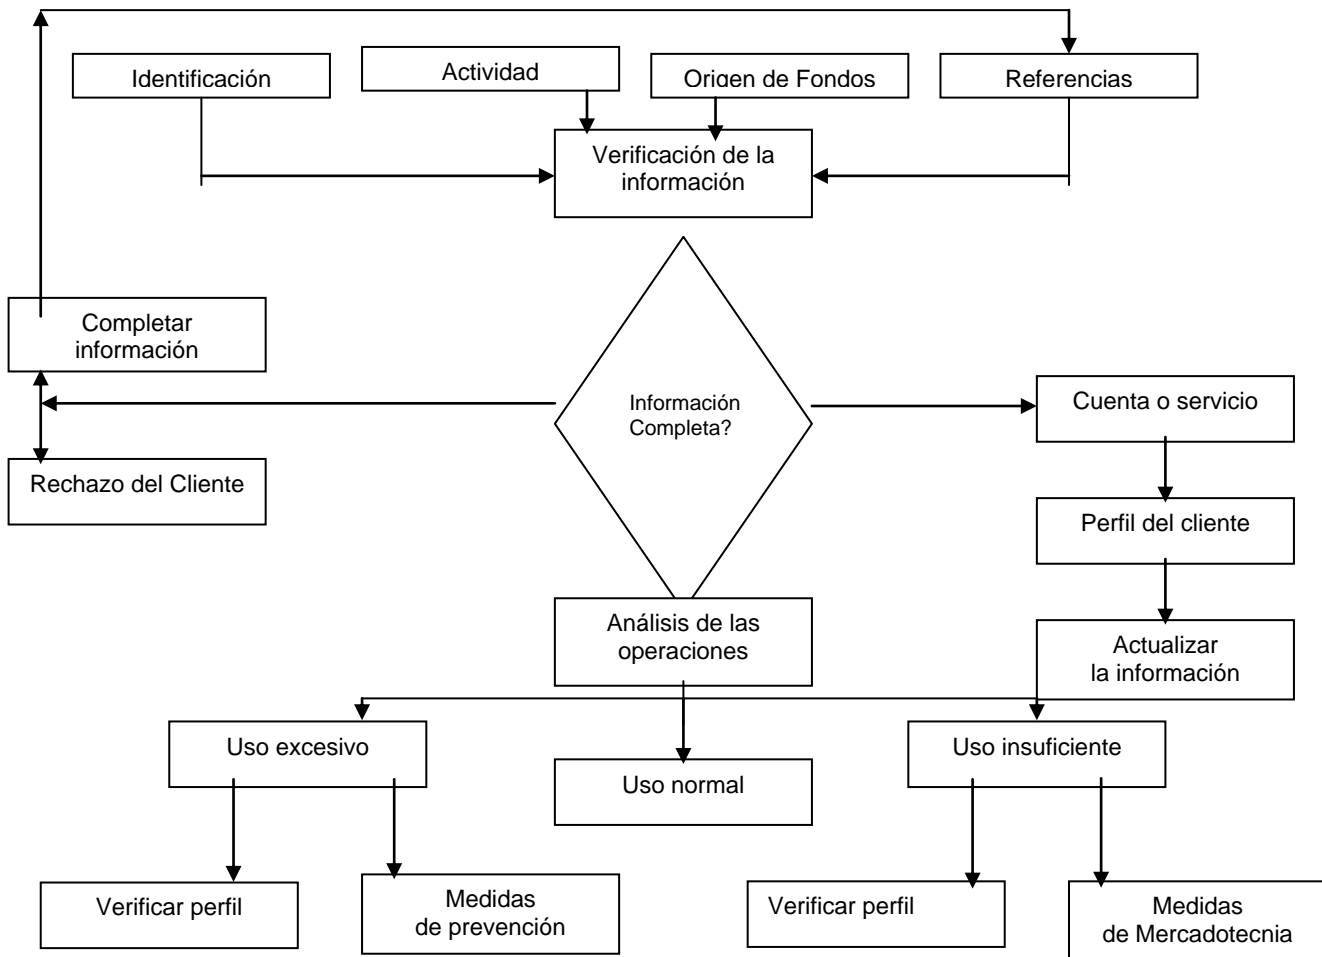 Identificación
Actividad
Origen de Fondos
Referencias
Verificación de la
información
Completar
información
Información
Completa?
Cuenta o servicio
Rechazo del Cliente
Perfil del cliente
Análisis de las
operaciones
Actualizar
la información
Uso excesivo
Uso normal
Uso insuficiente
Verificar perfil
Medidas
de prevención
Verificar perfil
Medidas
de Mercadotecnia